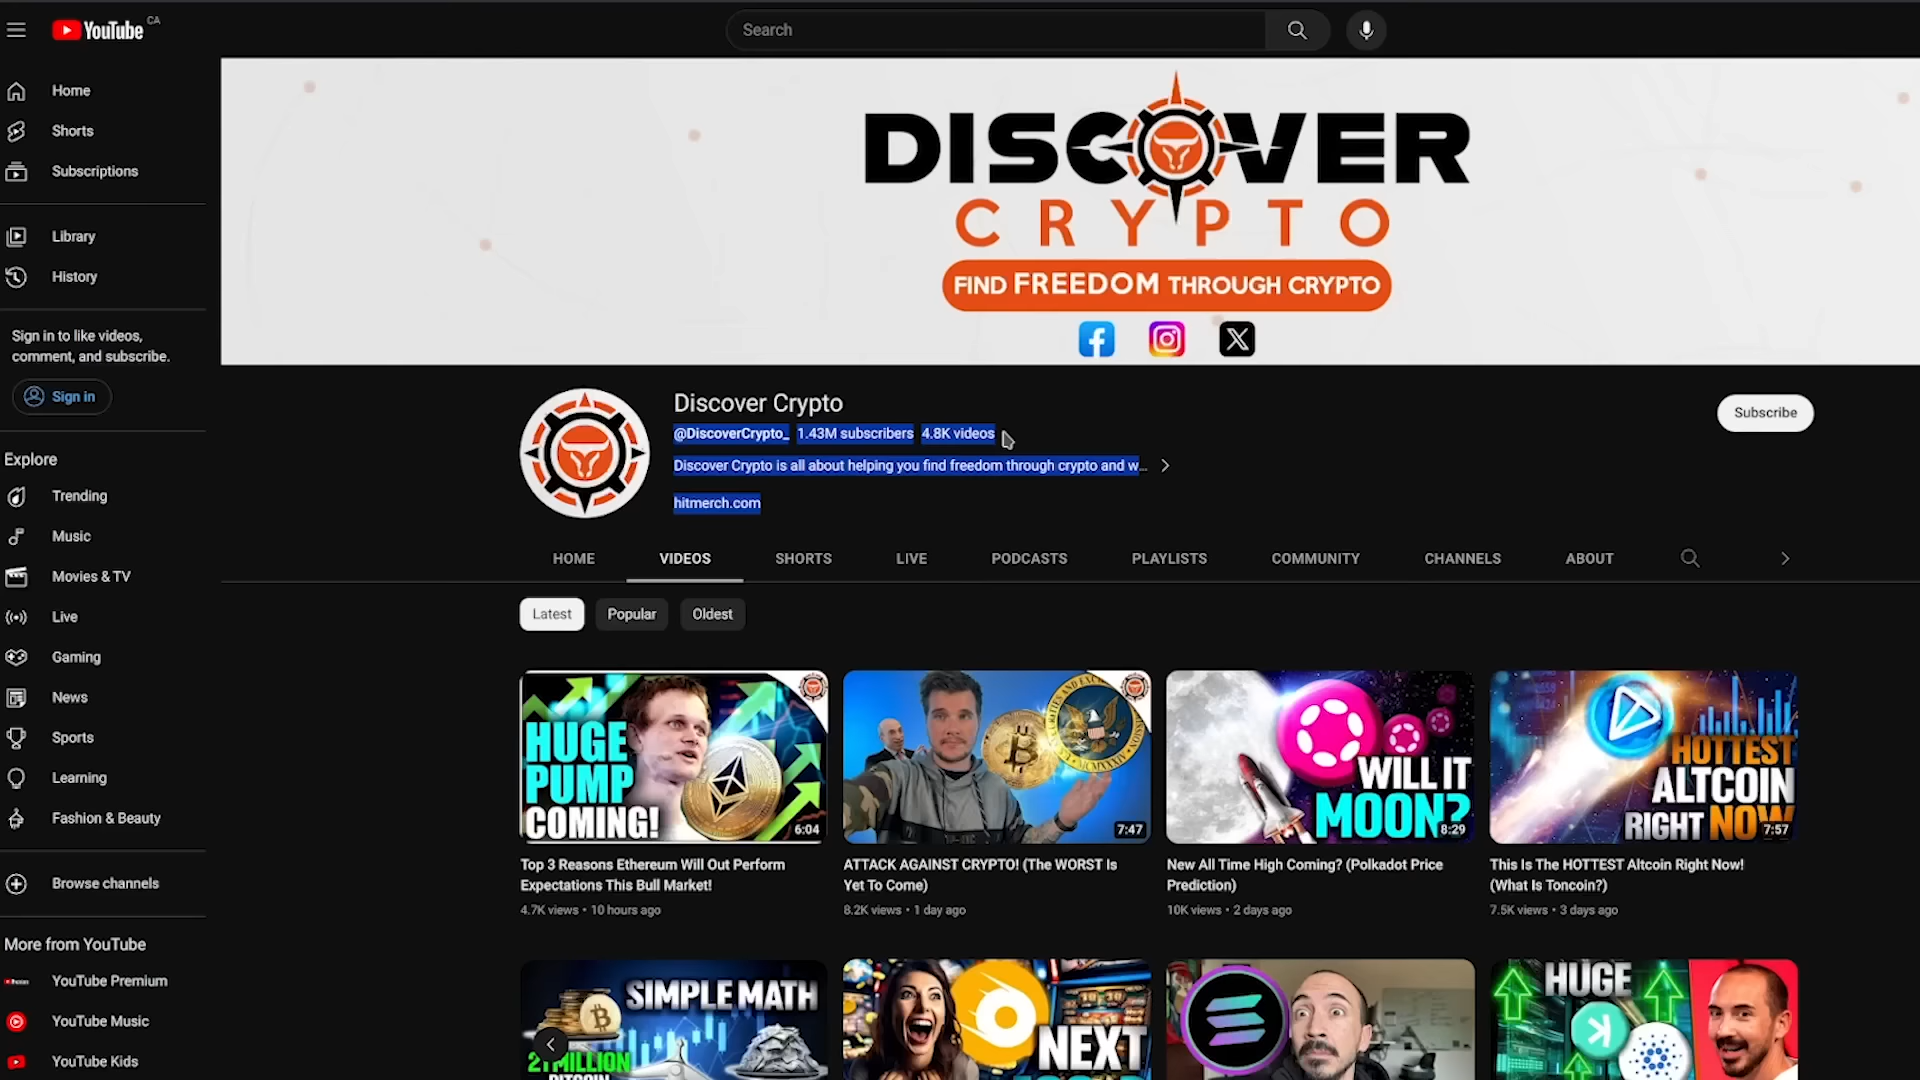 YouTube CA
Search
Home
Shorts
Subscriptions
Library
History
Sign in to like videos,
comment, and subscribe.
Sign in
Explore
Trending
Music
Movies & TV
Live
Gaming
News
Sports
Learning
Fashion & Beauty
Browse channels
More from YouTube
YouTube Premium
YouTube Music
YouTube Kids
DISCOVER
CRYPTO
FIND FREEDOM THROUGH CRYPTO
Discover Crypto
@DiscoverCrypto_ 1.43M subscribers 4.8K videos
Discover Crypto is all about helping you find freedom through crypto and w...
hitmerch.com
Subscribe
HOME VIDEOS SHORTS LIVE PODCASTS PLAYLISTS COMMUNITY CHANNELS ABOUT
Latest Popular Oldest
HUGE
PUMP
COMING!
6:04
Top 3 Reasons Ethereum Will Out Perform
Expectations This Bull Market!
4.7K views • 10 hours ago
7:47
ATTACK AGAINST CRYPTO! (The WORST Is
Yet To Come)
8.2K views • 1 day ago
WILL IT
MOON?
8:29
New All Time High Coming? (Polkadot Price
Prediction)
10K views • 2 days ago
HOTTEST
ALTCOIN
RIGHT NOW
7:57
This Is The HOTTEST Altcoin Right Now!
(What Is Toncoin?)
7.5K views • 3 days ago
SIMPLE MATH
21 MILLION
BITCOIN
NEXT
HUGE